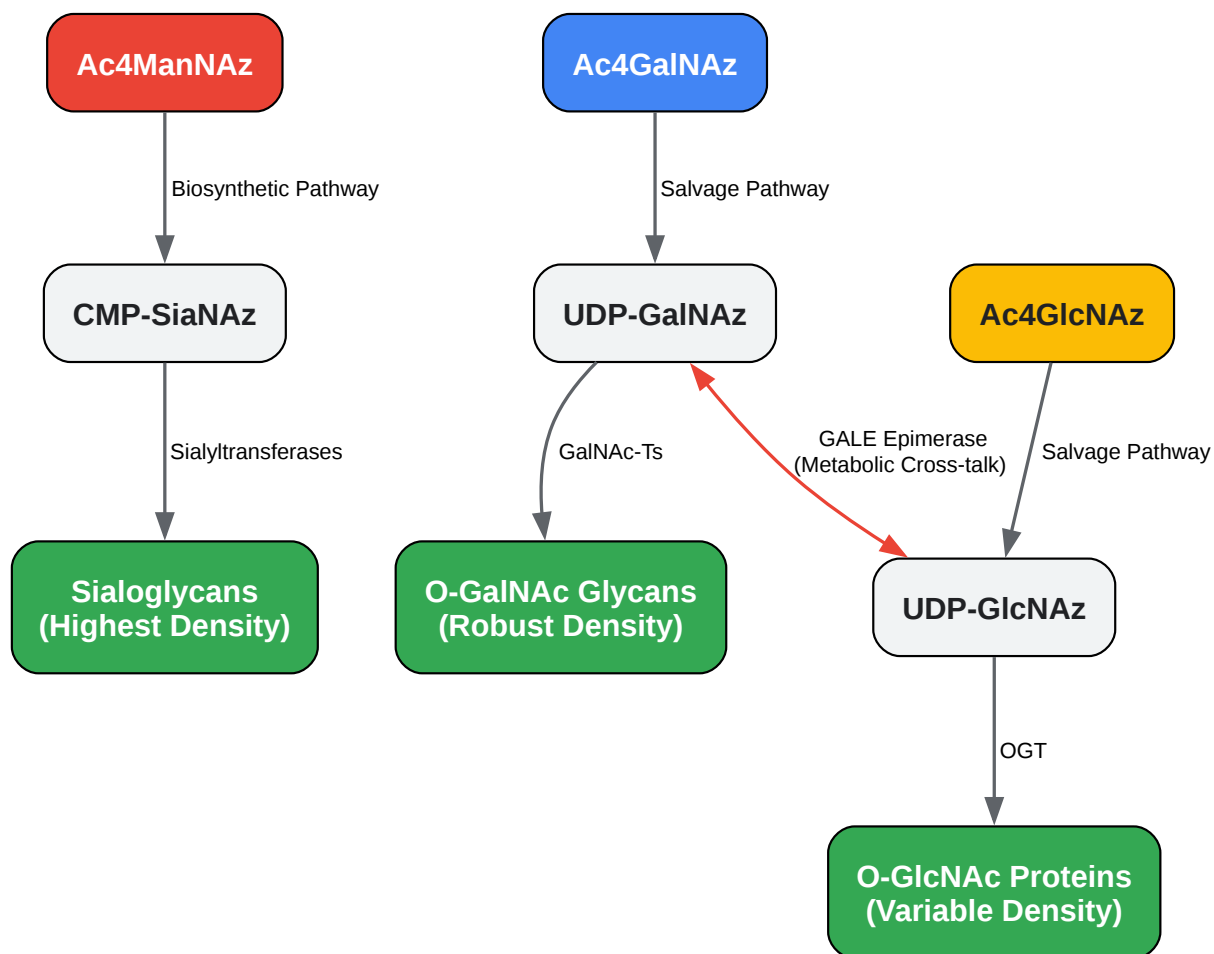 Ac4ManNAz
Ac4GalNAz
Biosynthetic Pathway
Salvage Pathway
CMP-SiaNAz
UDP-GalNAz
Ac4GlcNAz
Sialyltransferases
GalNAc-Ts
GALE Epimerase
(Metabolic Cross-talk)
Salvage Pathway
Sialoglycans
(Highest Density)
O-GalNAc Glycans
(Robust Density)
UDP-GlcNAz
OGT
O-GlcNAc Proteins
(Variable Density)